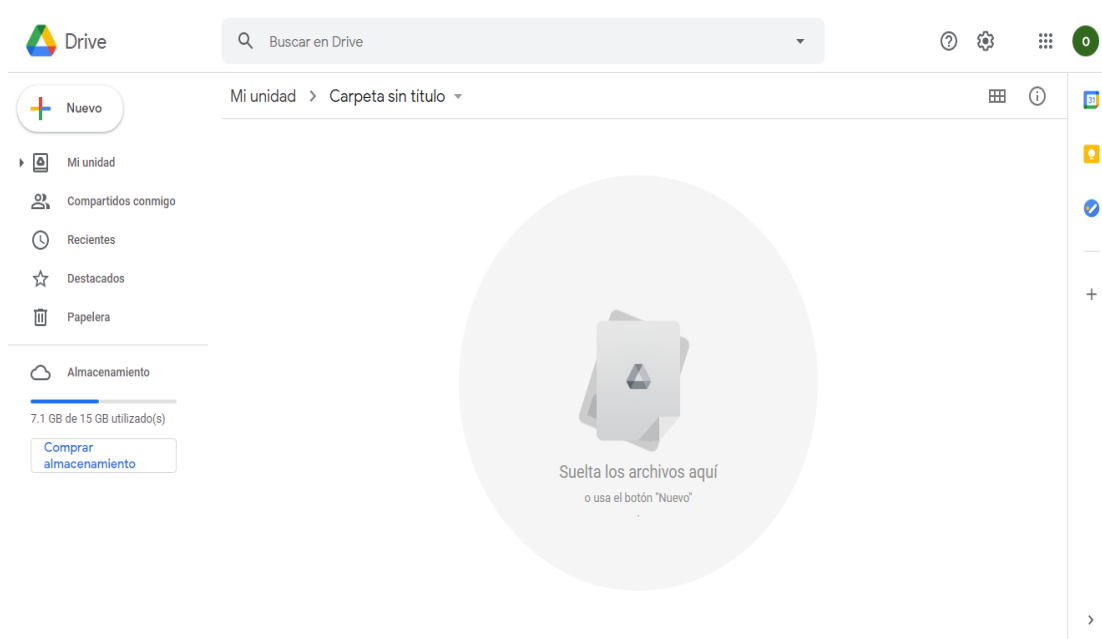 Drive
Buscar en Drive
O
Nuevo
Mi unidad > Carpeta sin título
31
Mi unidad
Compartidos conmigo
Recientes
Destacados
Papelera
Almacenamiento
7.1 GB de 15 GB utilizado(s)
Comprar
almacenamiento
Suelta los archivos aquí
o usa el botón "Nuevo"
.